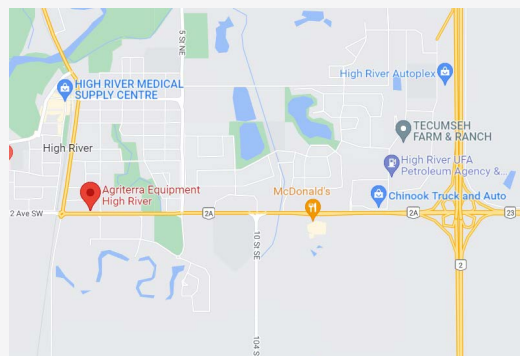 5 St NE
HIGH RIVER MEDICAL
SUPPLY CENTRE
High River Autoplex
TECUMSEH
FARM & RANCH
High River
High River UFA
Petroleum Agency &...
Agriterra Equipment
High River
McDonald's
Chinook Truck and Auto
2 Ave SW
2A
2A
23
10 St SE
2
104 S